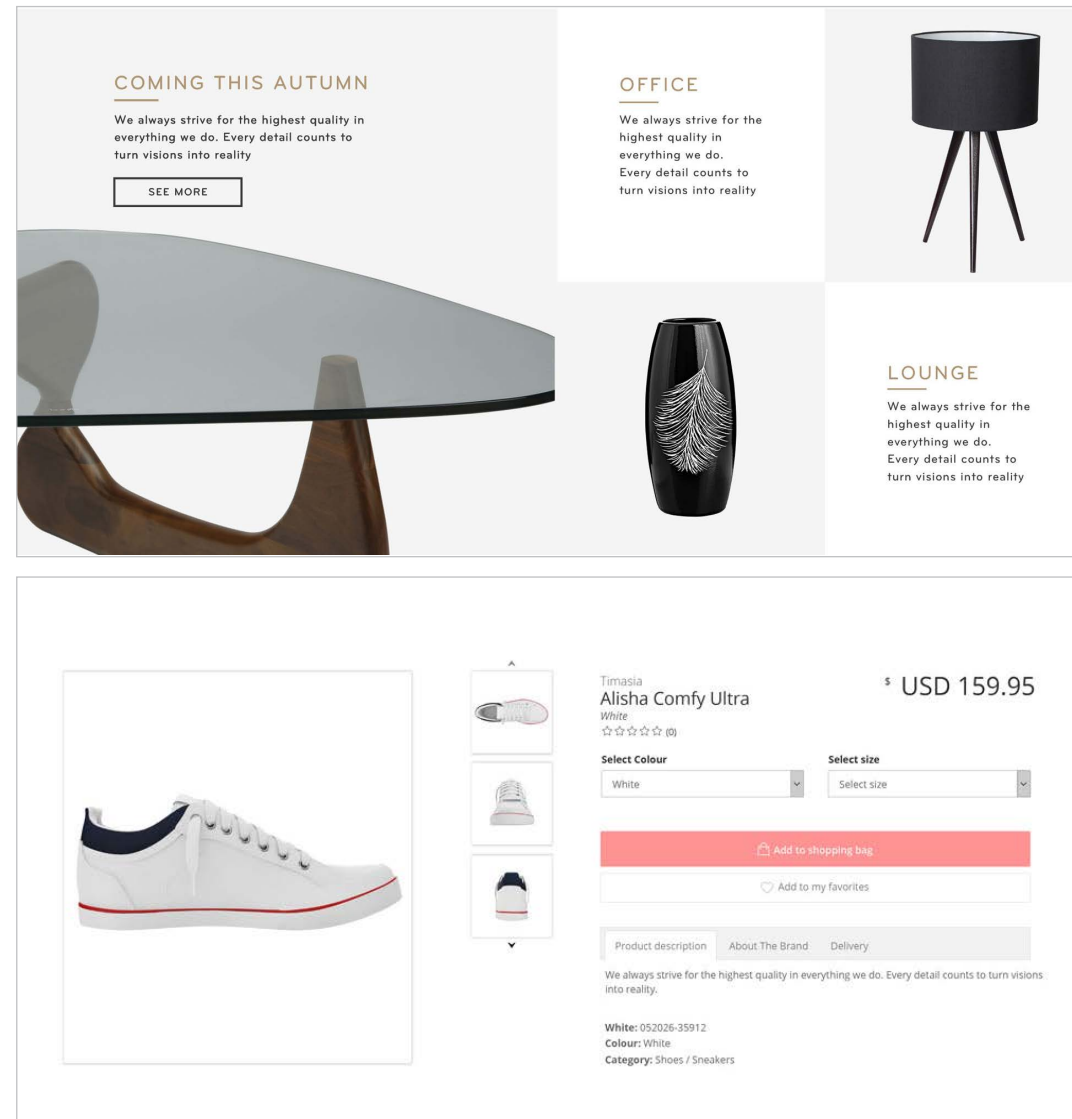 COMING THIS AUTUMN
We always strive for the highest quality in
everything we do. Every detail counts to
turn visions into reality
SEE MORE
OFFICE
We always strive for the
highest quality in
everything we do.
Every detail counts to
turn visions into reality
LOUNGE
We always strive for the
highest quality in
everything we do.
Every detail counts to
turn visions into reality
Timasia
Alisha Comfy Ultra
White
(0)
$ USD 159.95
Select Colour
White
Select size
Select size
Add to shopping bag
Add to my favorites
Product description About The Brand Delivery
We always strive for the highest quality in everything we do. Every detail counts to turn visions
into reality.
White: 052026-35912
Colour: White
Category: Shoes / Sneakers